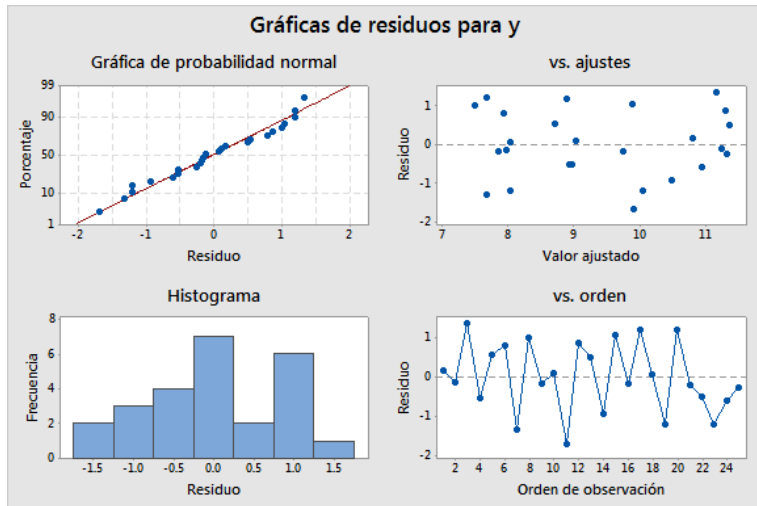 Gráficas de residuos para y
Gráfica de probabilidad normal
Porcentaje
99
90
50
10
1
-2 -1 0 1 2
Residuo
vs. ajustes
Residuo
1
0
-1
-2
7 8 9 10 11
Valor ajustado
Histograma
Frecuencia
8
6
4
2
0
-1.5 -1.0 -0.5 0.0 0.5 1.0 1.5
Residuo
vs. orden
Residuo
1
0
-1
-2
2 4 6 8 10 12 14 16 18 20 22 24
Orden de observación